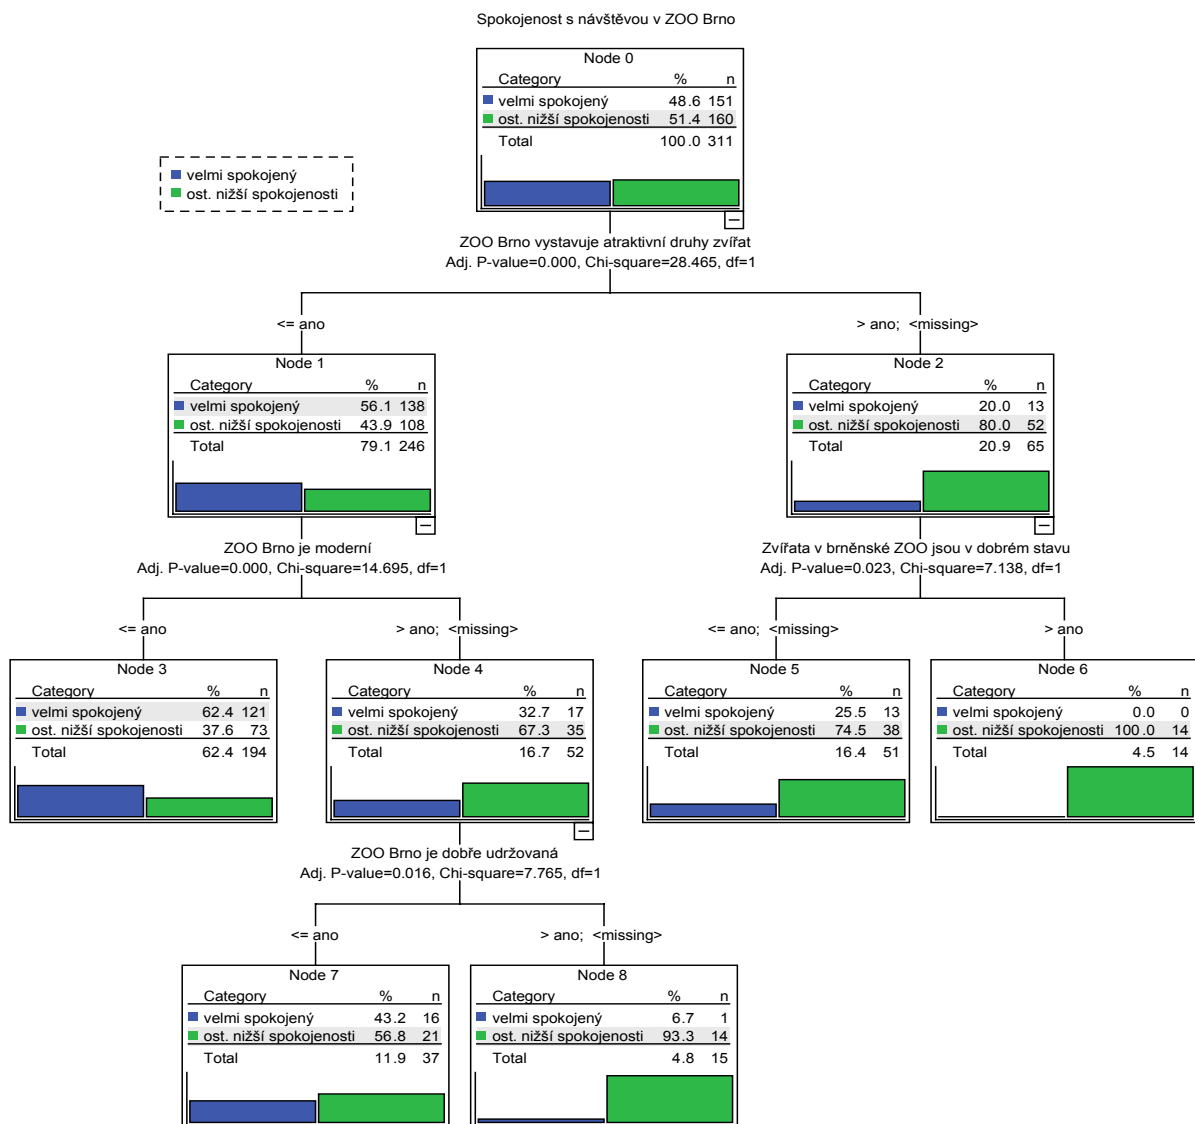 Spokojenost s návštěvou v ZOO Brno
Node 0
Category % n
velmi spokojený 48.6 151
ost. nižší spokojenosti 51.4 160
Total 100.0 311
velmi spokojený
ost. nižší spokojenosti
ZOO Brno vystavuje atraktivní druhy zvířat
Adj. P-value=0.000, Chi-square=28.465, df=1
<= ano
> ano; <missing>
Node 1
Category % n
velmi spokojený 56.1 138
ost. nižší spokojenosti 43.9 108
Total 79.1 246
Node 2
Category % n
velmi spokojený 20.0 13
ost. nižší spokojenosti 80.0 52
Total 20.9 65
ZOO Brno je moderní
Adj. P-value=0.000, Chi-square=14.695, df=1
Zvířata v brněnské ZOO jsou v dobrém stavu
Adj. P-value=0.023, Chi-square=7.138, df=1
<= ano
> ano; <missing>
<= ano; <missing>
> ano
Node 3
Category % n
velmi spokojený 62.4 121
ost. nižší spokojenosti 37.6 73
Total 62.4 194
Node 4
Category % n
velmi spokojený 32.7 17
ost. nižší spokojenosti 67.3 35
Total 16.7 52
Node 5
Category % n
velmi spokojený 25.5 13
ost. nižší spokojenosti 74.5 38
Total 16.4 51
Node 6
Category % n
velmi spokojený 0.0 0
ost. nižší spokojenosti 100.0 14
Total 4.5 14
ZOO Brno je dobře udržovaná
Adj. P-value=0.016, Chi-square=7.765, df=1
<= ano
> ano; <missing>
Node 7
Category % n
velmi spokojený 43.2 16
ost. nižší spokojenosti 56.8 21
Total 11.9 37
Node 8
Category % n
velmi spokojený 6.7 1
ost. nižší spokojenosti 93.3 14
Total 4.8 15